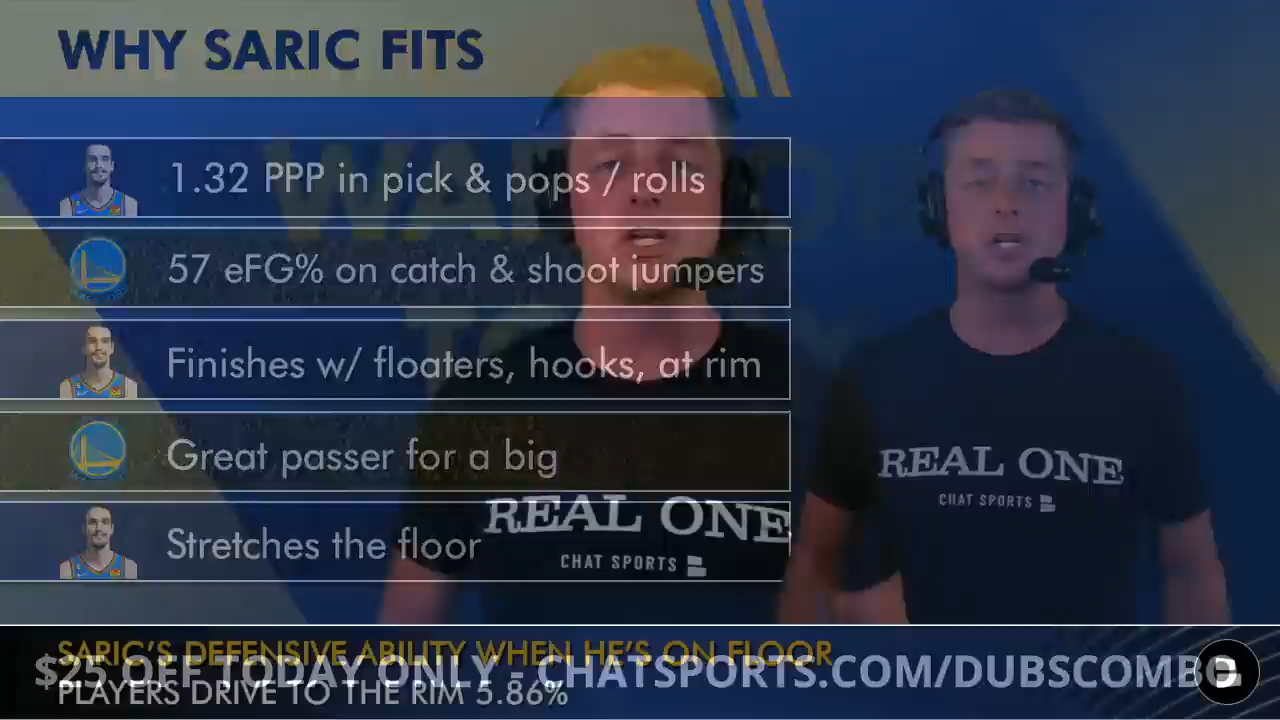 WHY SARIC FITS
1.32 PPP in pick & pops / rolls
57 eFG% on catch & shoot jumpers
Finishes w/ floaters, hooks, at rim
Great passer for a big
Stretches the floor
REAL ONE
CHAT SPORTS
REAL ONE
CHAT SPORTS
SARIC'S DEFENSIVE ABILITY WHEN HE'S ON FLOOR
$25 OFF TODAY ONLY - CHATSPORTS.COM/DUBSCOMBO
PLAYERS DRIVE TO THE RIM 5.86%